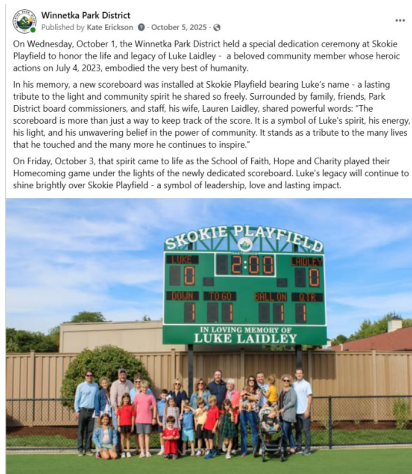 Winnetka Park District
Published by Kate Erickson · October 5, 2025 ·
On Wednesday, October 1, the Winnetka Park District held a special dedication ceremony at Skokie
Playfield to honor the life and legacy of Luke Laidley - a beloved community member whose heroic
actions on July 4, 2023, embodied the very best of humanity.
In his memory, a new scoreboard was installed at Skokie Playfield bearing Luke's name - a lasting
tribute to the light and community spirit he shared so freely. Surrounded by family, friends, Park
District board commissioners, and staff, his wife, Lauren Laidley, shared powerful words: "The
scoreboard is more than just a way to keep track of the score. It is a symbol of Luke's spirit, his energy,
his light, and his unwavering belief in the power of community. It stands as a tribute to the many lives
that he touched and the many more he continues to inspire."
On Friday, October 3, that spirit came to life as the School of Faith, Hope and Charity played their
Homecoming game under the lights of the newly dedicated scoreboard. Luke's legacy will continue to
shine brightly over Skokie Playfield - a symbol of leadership, love and lasting impact.
SKOKIE PLAYFIELD
LUKE LAIDLEY
0 2:00 0
DOWN TO GO BALL ON QTR
1 1 1 1
IN LOVING MEMORY OF
LUKE LAIDLEY